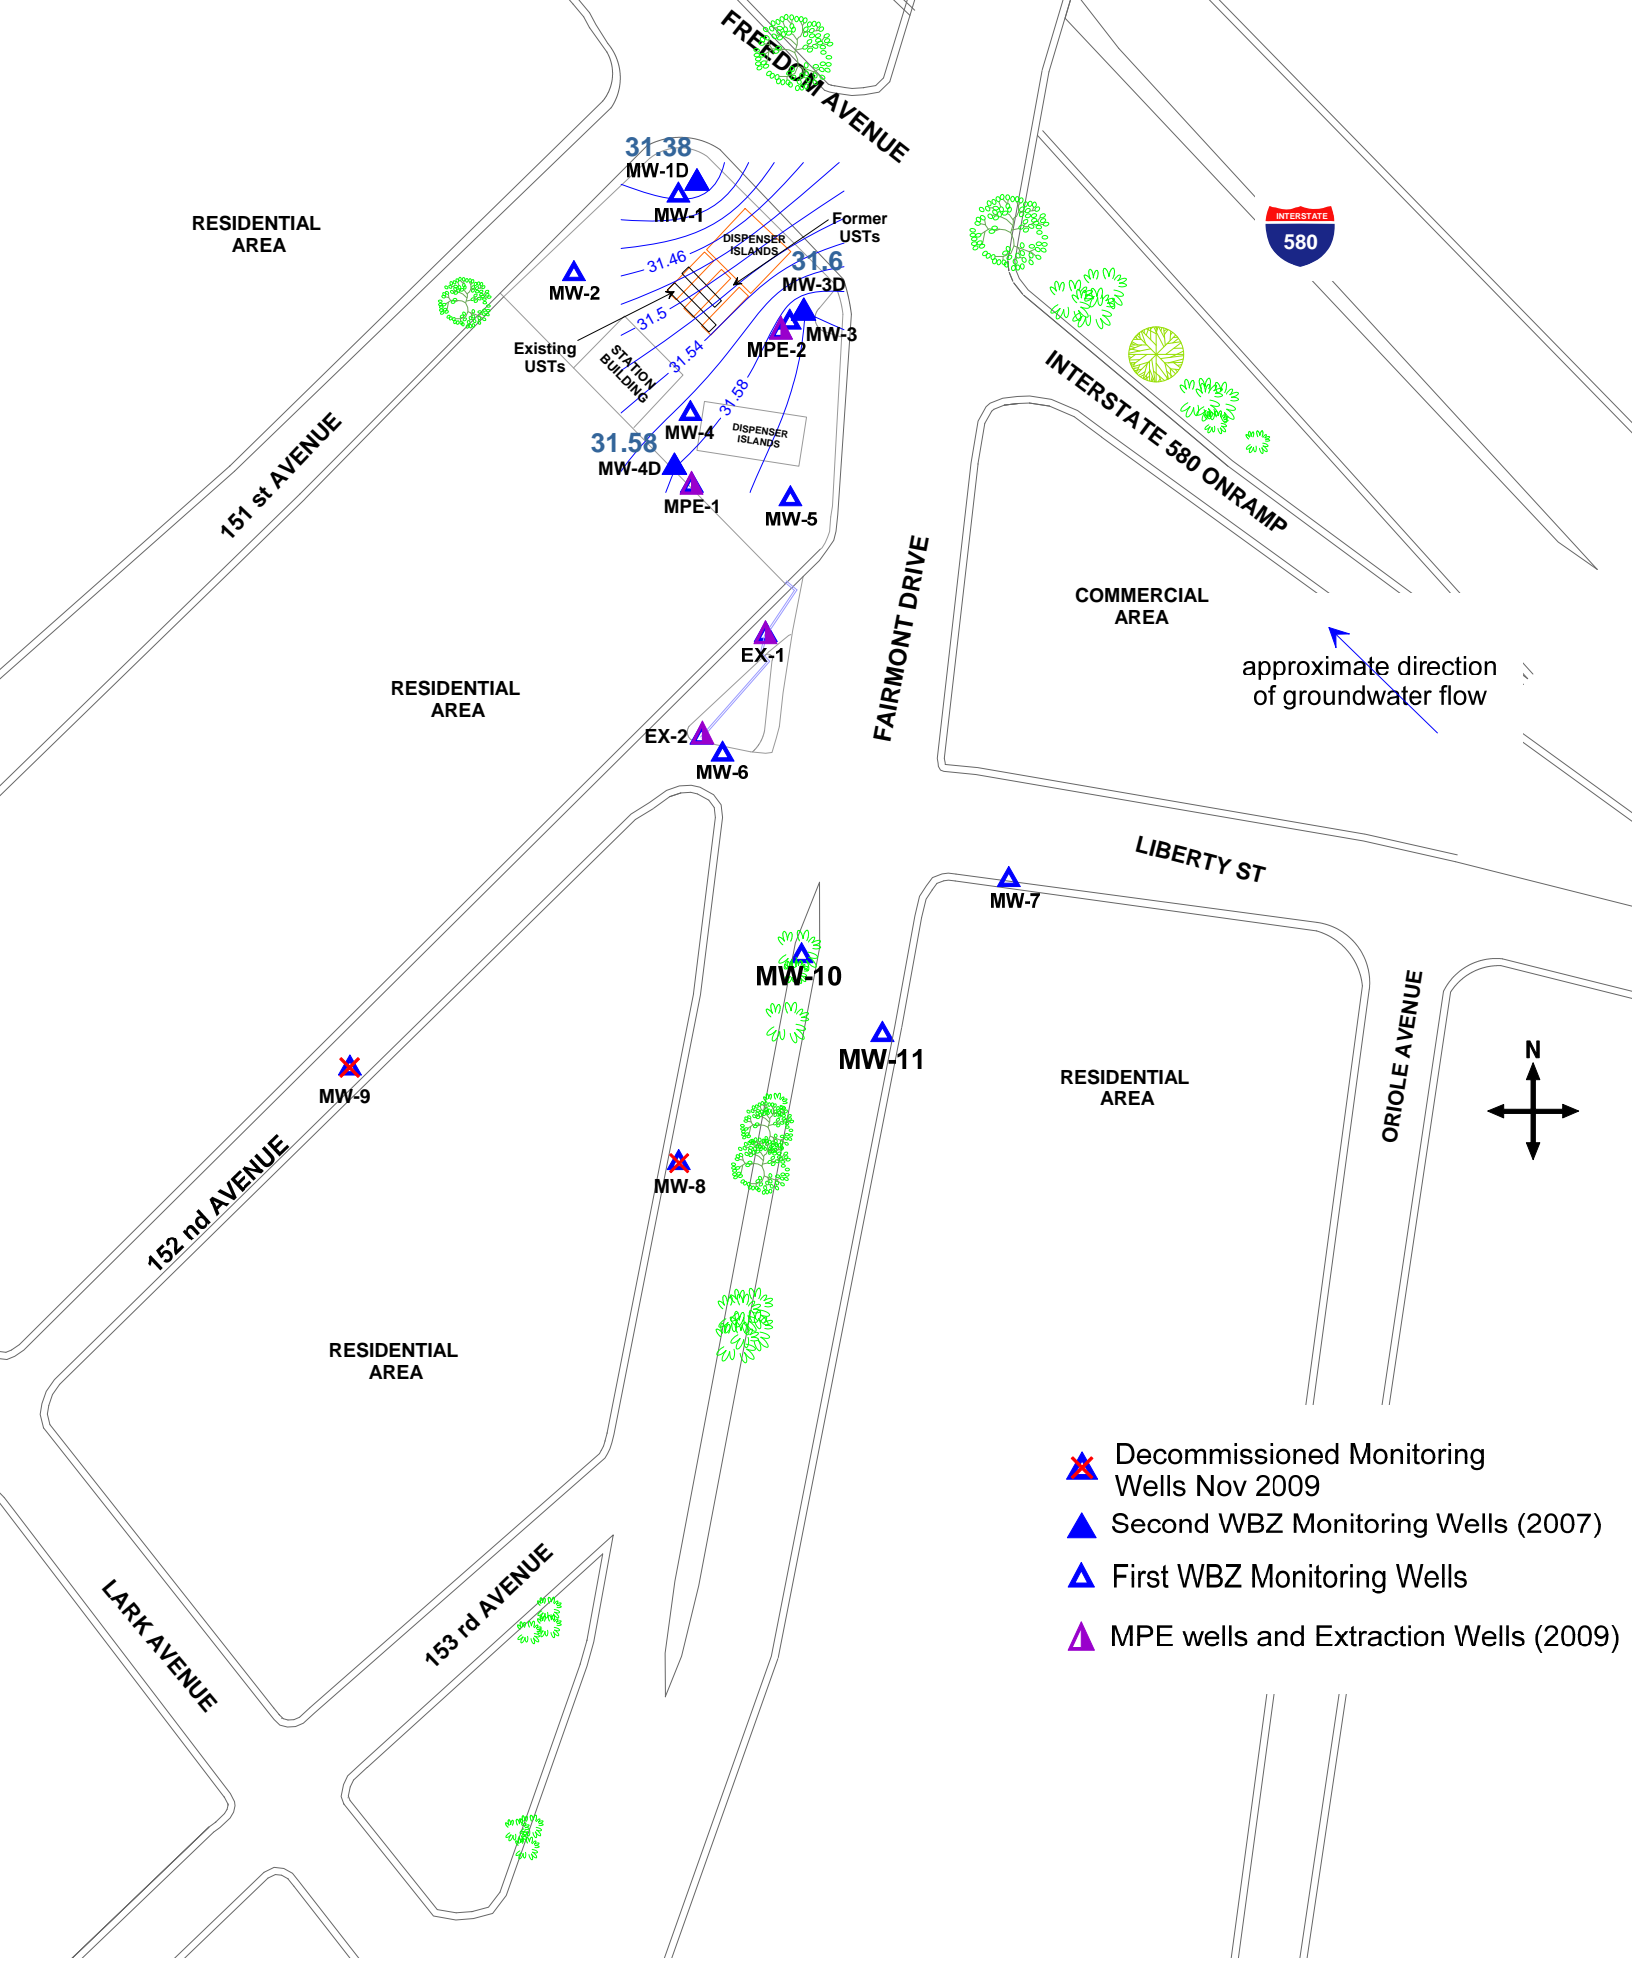 FREEDOM AVENUE
31.38
MW-1D
MW-1
RESIDENTIAL
AREA
DISPENSER
ISLANDS
Former
USTs
INTERSTATE
580
31.46
31.6
MW-3D
MW-2
31.5
MW-3
MPE-2
Existing
USTs
STATION
BUILDING
31.54
31.58
INTERSTATE 580 ONRAMP
MW-4
DISPENSER
ISLANDS
31.58
MW-4D
MPE-1
MW-5
151 st AVENUE
FAIRMONT DRIVE
COMMERCIAL
AREA
EX-1
approximate direction
of groundwater flow
RESIDENTIAL
AREA
EX-2
MW-6
LIBERTY ST
MW-7
MW-10
MW-11
ORIOLE AVENUE
N
RESIDENTIAL
AREA
MW-9
152 nd AVENUE
MW-8
RESIDENTIAL
AREA
Decommissioned Monitoring
Wells Nov 2009
Second WBZ Monitoring Wells (2007)
First WBZ Monitoring Wells
MPE wells and Extraction Wells (2009)
LARK AVENUE
153 rd AVENUE